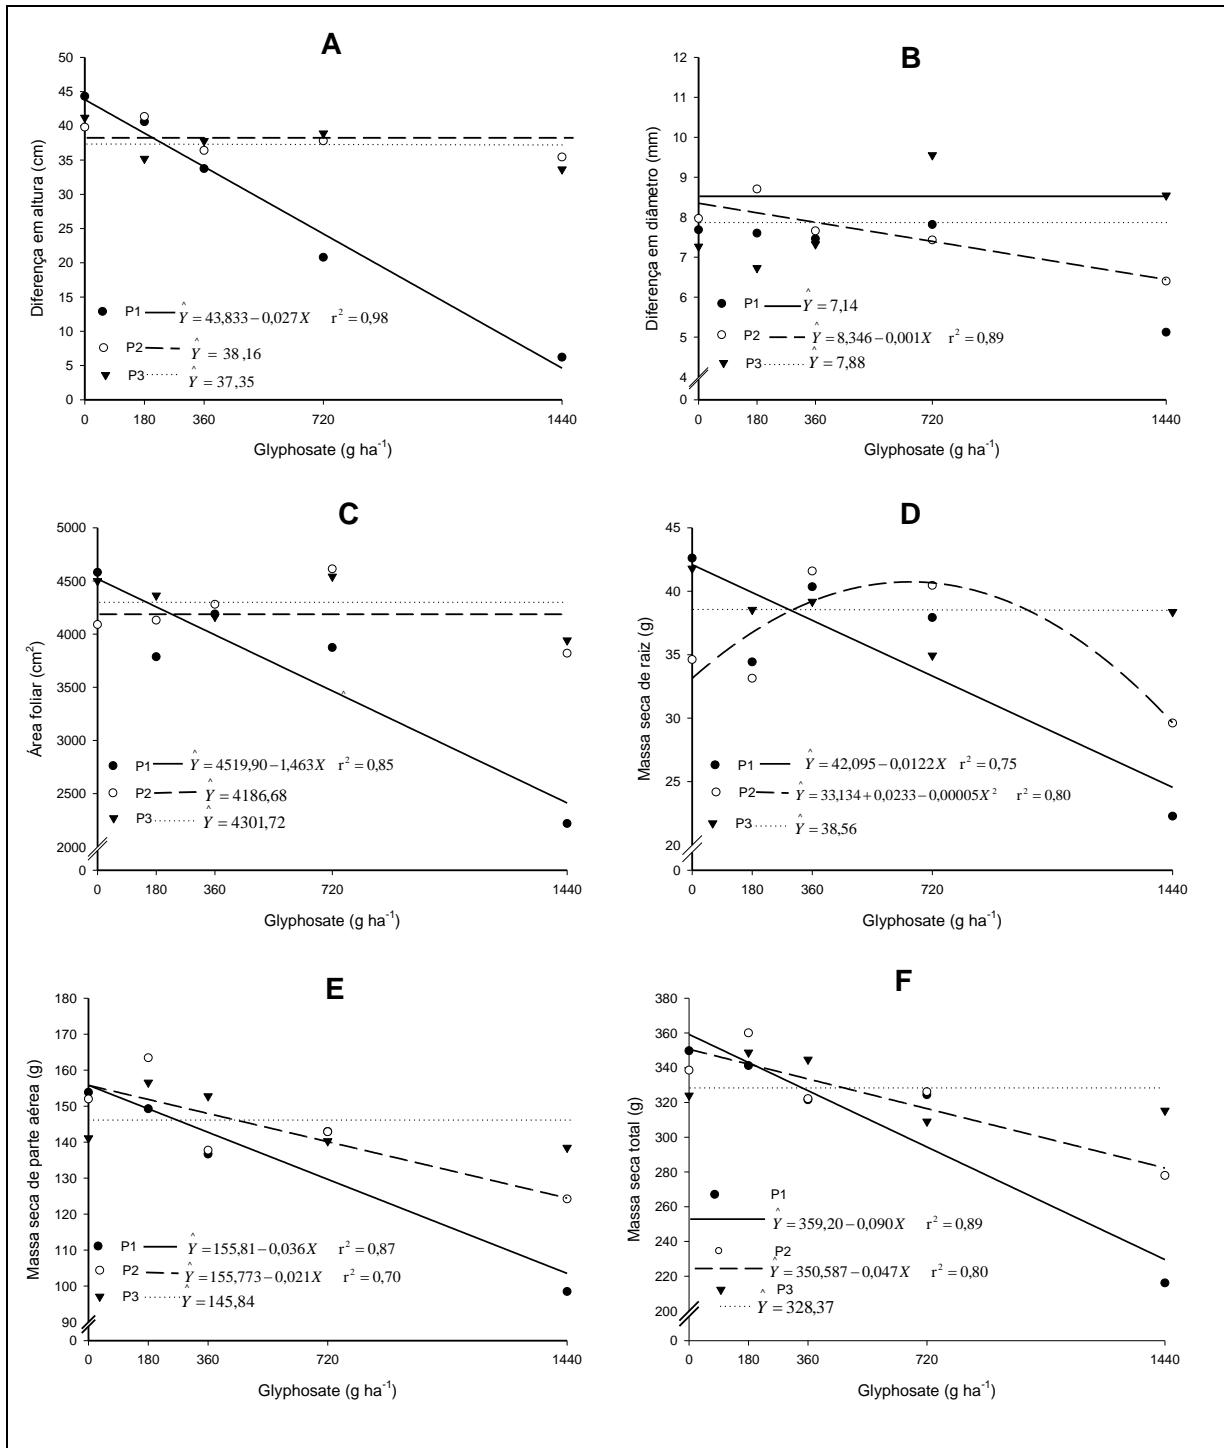 A
50
45
40
35
30
25
20
15
10
5
0
Diferença em altura (cm)
P1 Ŷ = 43,833−0,027X r² = 0,98
P2 Ŷ = 38,16
P3 Ŷ = 37,35
0 180 360 720 1440
Glyphosate (g ha⁻¹)
B
12
11
10
9
8
7
6
5
4
0
Diferença em diâmetro (mm)
P1 Ŷ = 7,14
P2 Ŷ = 8,346−0,001X r² = 0,89
P3 Ŷ = 7,88
0 180 360 720 1440
Glyphosate (g ha⁻¹)
C
5000
4500
4000
3500
3000
2500
2000
0
Área foliar (cm²)
P1 Ŷ = 4519,90−1,463X r² = 0,85
P2 Ŷ = 4186,68
P3 Ŷ = 4301,72
0 180 360 720 1440
Glyphosate (g ha⁻¹)
D
45
40
35
30
25
20
0
Massa seca de raiz (g)
P1 Ŷ = 42,095−0,0122X r² = 0,75
P2 Ŷ = 33,134+0,0233−0,00005X² r² = 0,80
P3 Ŷ = 38,56
0 180 360 720 1440
Glyphosate (g ha⁻¹)
E
180
170
160
150
140
130
120
110
100
90
0
Massa seca de parte aérea (g)
P1 Ŷ = 155,81−0,036X r² = 0,87
P2 Ŷ = 155,773−0,021X r² = 0,70
P3 Ŷ = 145,84
0 180 360 720 1440
Glyphosate (g ha⁻¹)
F
380
360
340
320
300
280
260
240
220
200
0
Massa seca total (g)
P1
Ŷ = 359,20−0,090X r² = 0,89
P2
Ŷ = 350,587−0,047X r² = 0,80
P3
Ŷ = 328,37
0 180 360 720 1440
Glyphosate (g ha⁻¹)